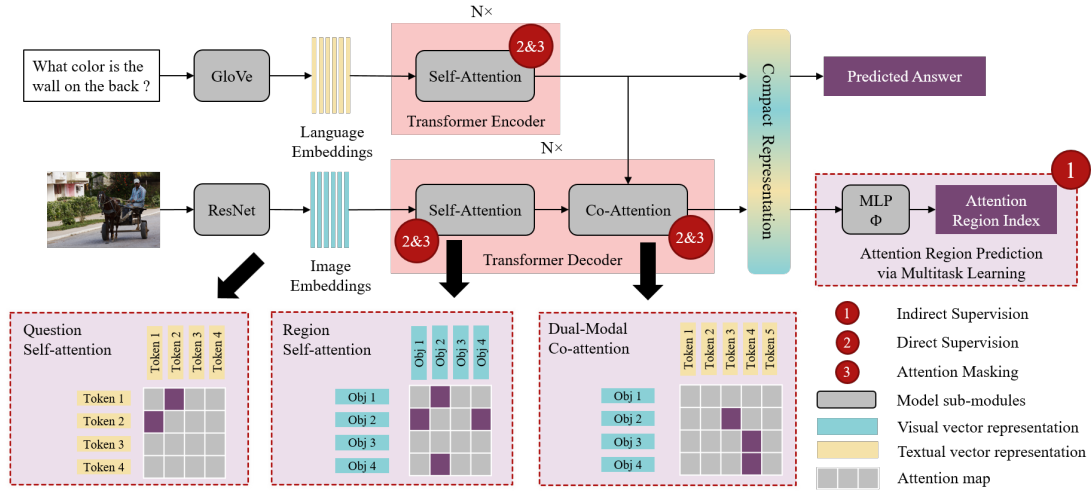 N×
What color is the
wall on the back ?
GloVe
Language
Embeddings
Self-Attention
2&3
Transformer Encoder
Compact Representation
Predicted Answer
N×
ResNet
Image
Embeddings
Self-Attention
2&3
Co-Attention
2&3
Transformer Decoder
MLP
Φ
Attention
Region Index
1
Attention Region Prediction
via Multitask Learning
Question
Self-attention
Token 1
Token 2
Token 3
Token 4
Token 1
Token 2
Token 3
Token 4
Region
Self-attention
Obj 1
Obj 2
Obj 3
Obj 4
Obj 1
Obj 2
Obj 3
Obj 4
Dual-Modal
Co-attention
Token 1
Token 2
Token 3
Token 4
Token 5
Obj 1
Obj 2
Obj 3
Obj 4
1 Indirect Supervision
2 Direct Supervision
3 Attention Masking
Model sub-modules
Visual vector representation
Textual vector representation
Attention map